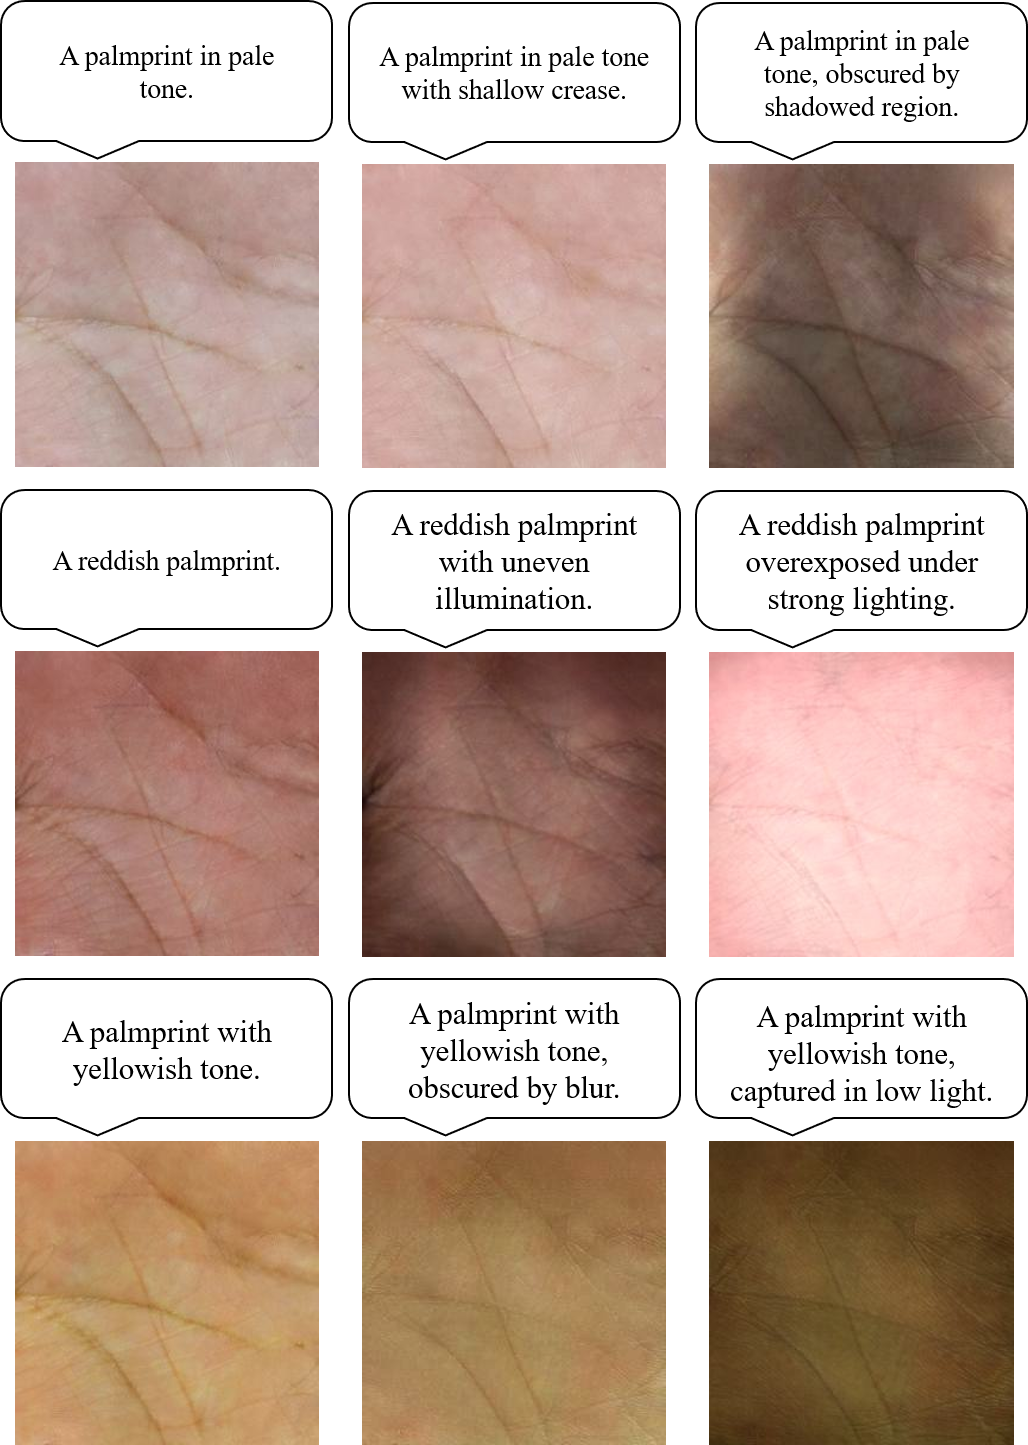 A palmprint in pale
tone.
A palmprint in pale tone
with shallow crease.
A palmprint in pale
tone, obscured by
shadowed region.
A reddish palmprint.
A reddish palmprint
with uneven
illumination.
A reddish palmprint
overexposed under
strong lighting.
A palmprint with
yellowish tone.
A palmprint with
yellowish tone,
obscured by blur.
A palmprint with
yellowish tone,
captured in low light.